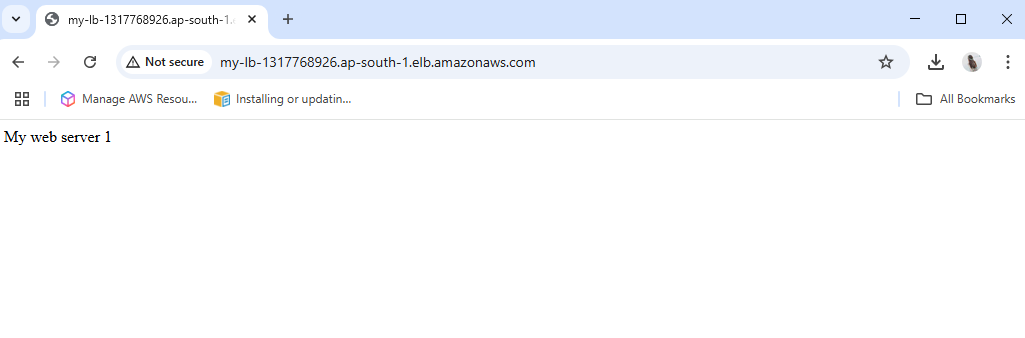 my-lb-1317768926.ap-south-1.
Not secure
my-lb-1317768926.ap-south-1.elb.amazonaws.com
Manage AWS Resou...
Installing or updatin...
All Bookmarks
My web server 1